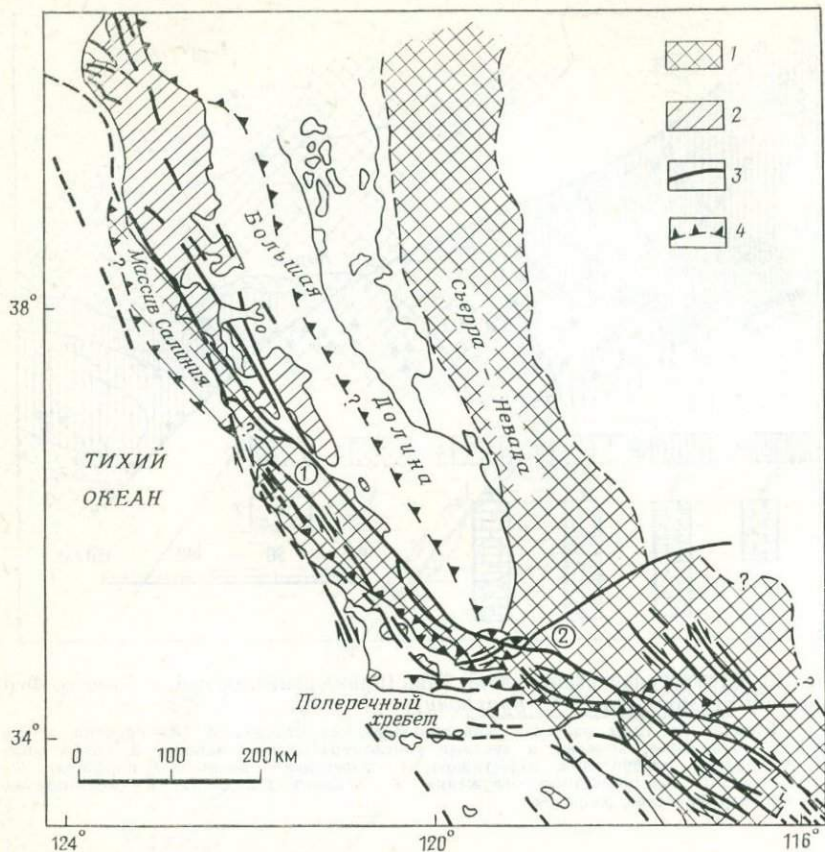 1
2
3
4
38°
Большая
Долина
?
Сьерра - Невада
Массив Салиния
?
?
ТИХИЙ
ОКЕАН
1
2
?
?
Поперечный
хребет
34°
0 100 200 КМ
124°
120°
116°